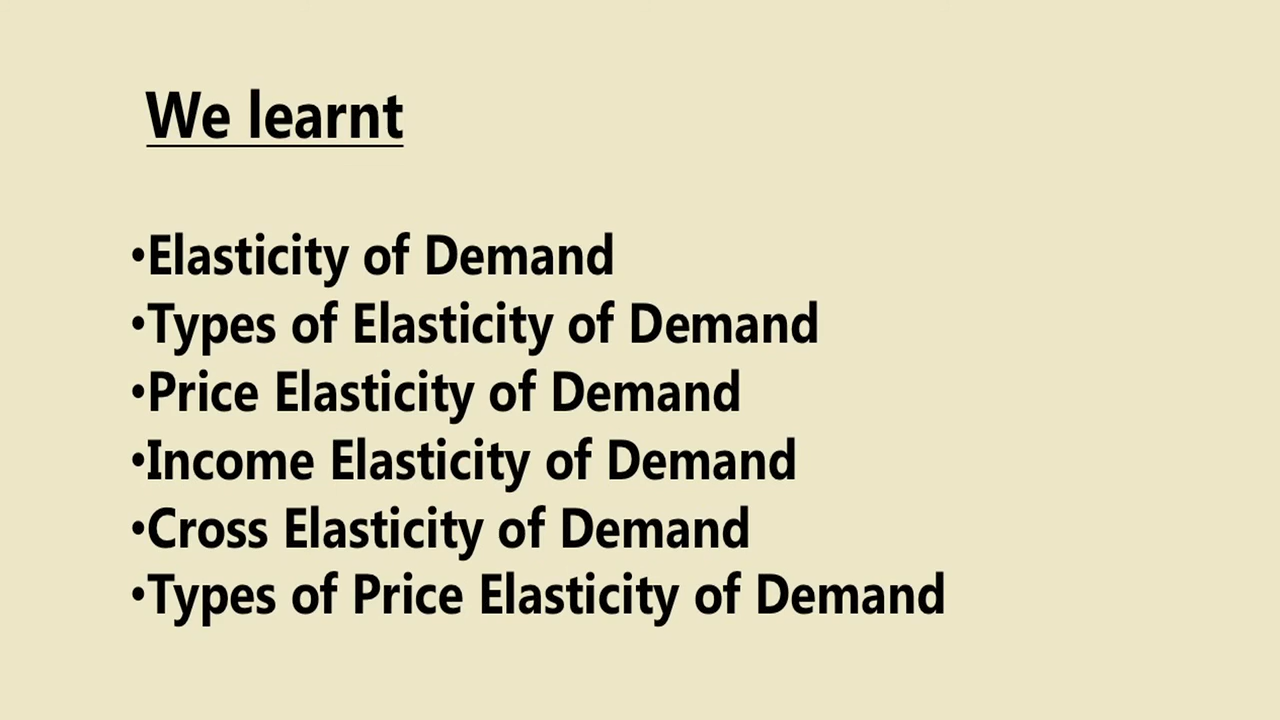 We learnt
•Elasticity of Demand
•Types of Elasticity of Demand
•Price Elasticity of Demand
•Income Elasticity of Demand
•Cross Elasticity of Demand
•Types of Price Elasticity of Demand